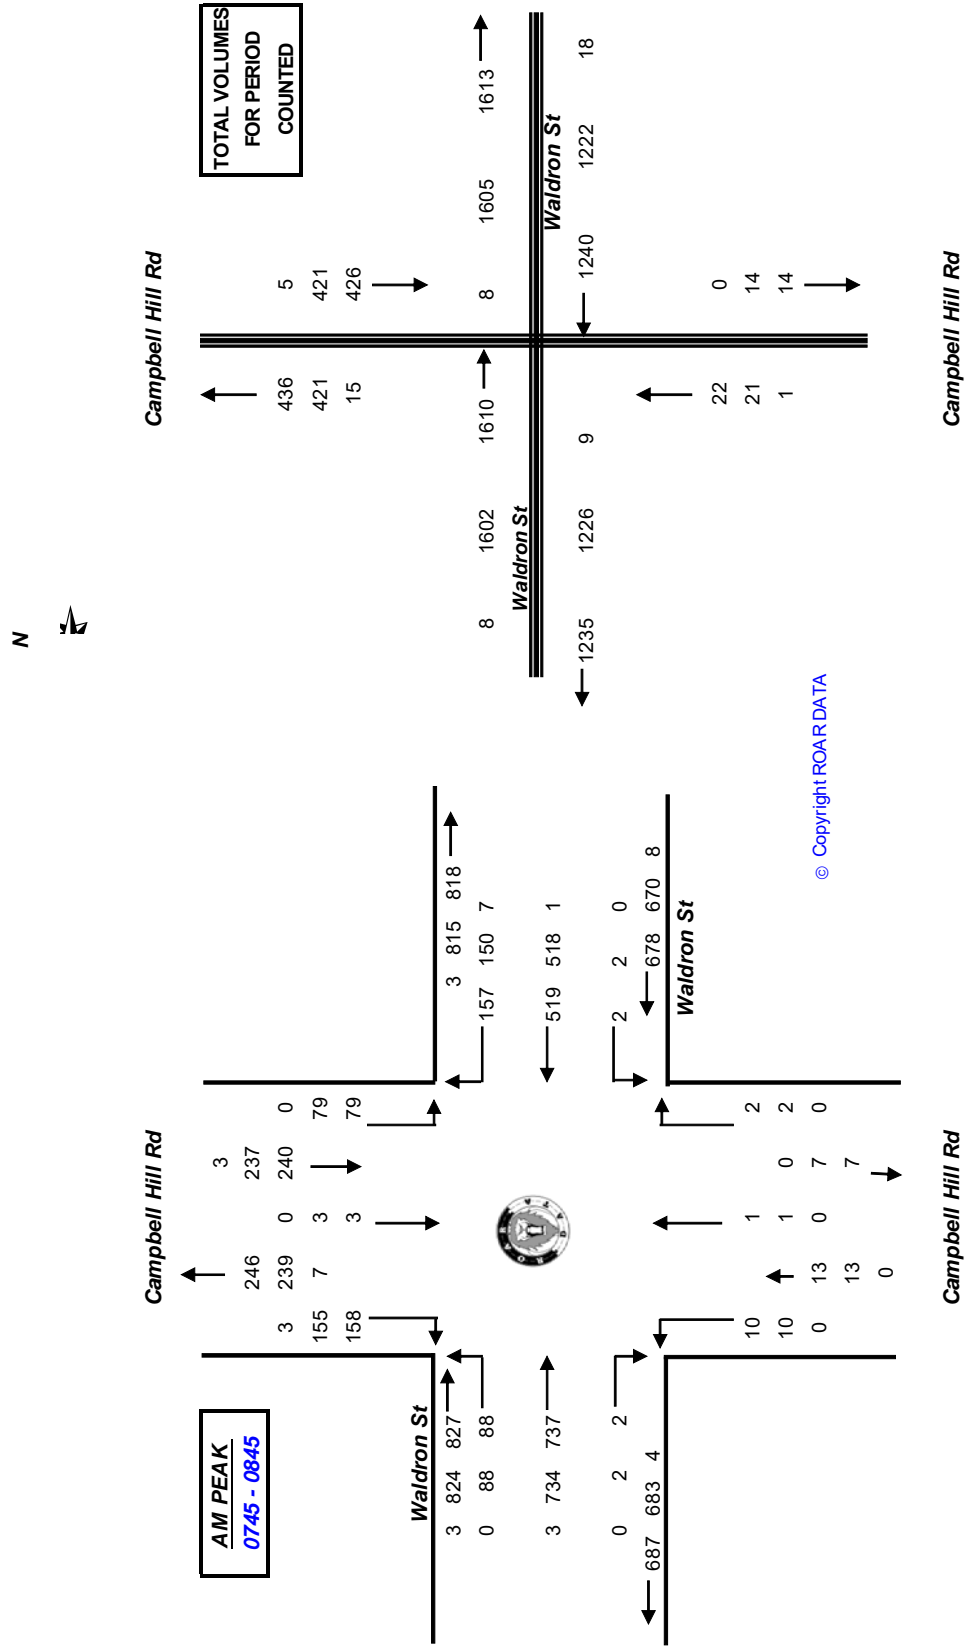 N
Campbell Hill Rd
AM PEAK 3
0745 - 0845 246 237
3 239 0 240 0
155 7 3 79
158 3 79
Waldron St
3 824 827 3 815 818
0 88 88 157 150 7
3 734 737 519 518 1
0 2 2 2 2 0
687 683 4 678 670 8
Waldron St
10 1 2
10 1 0 2
0 13 0 7 0
13 7
0
Campbell Hill Rd
© Copyright ROAR DATA
ROAR DATA
Campbell Hill Rd
TOTAL VOLUMES
FOR PERIOD
COUNTED
436 5
421 421
15 426
8 1602 1610 8 1605 1613
Waldron St
Waldron St
1235 1226 9 1240 1222 18
22 0
21 14
1 14
Campbell Hill Rd